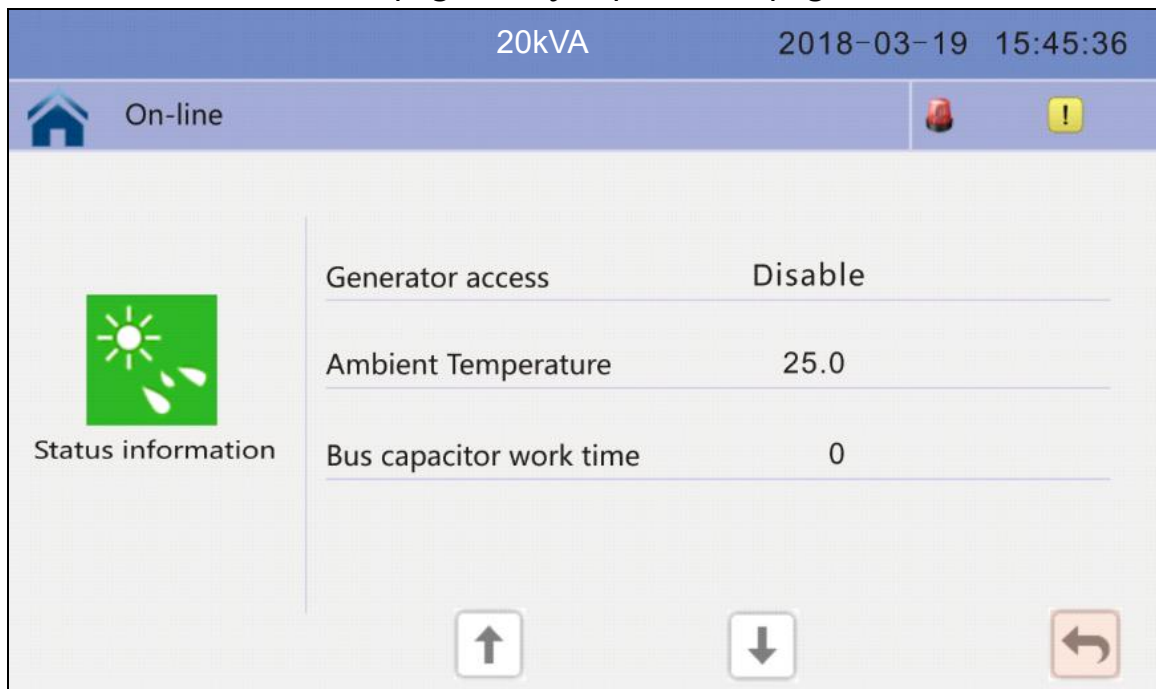 20kVA 2018-03-19 15:45:36
On-line !
Generator access Disable
Ambient Temperature 25.0
Status information
Bus capacitor work time 0